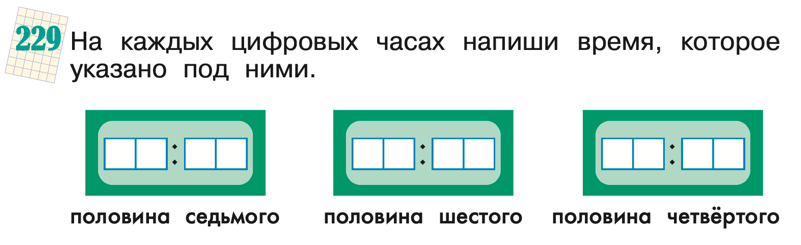 229 На каждых цифровых часах напиши время, которое
указано под ними.
: : :
половина седьмого половина шестого половина четвёртого